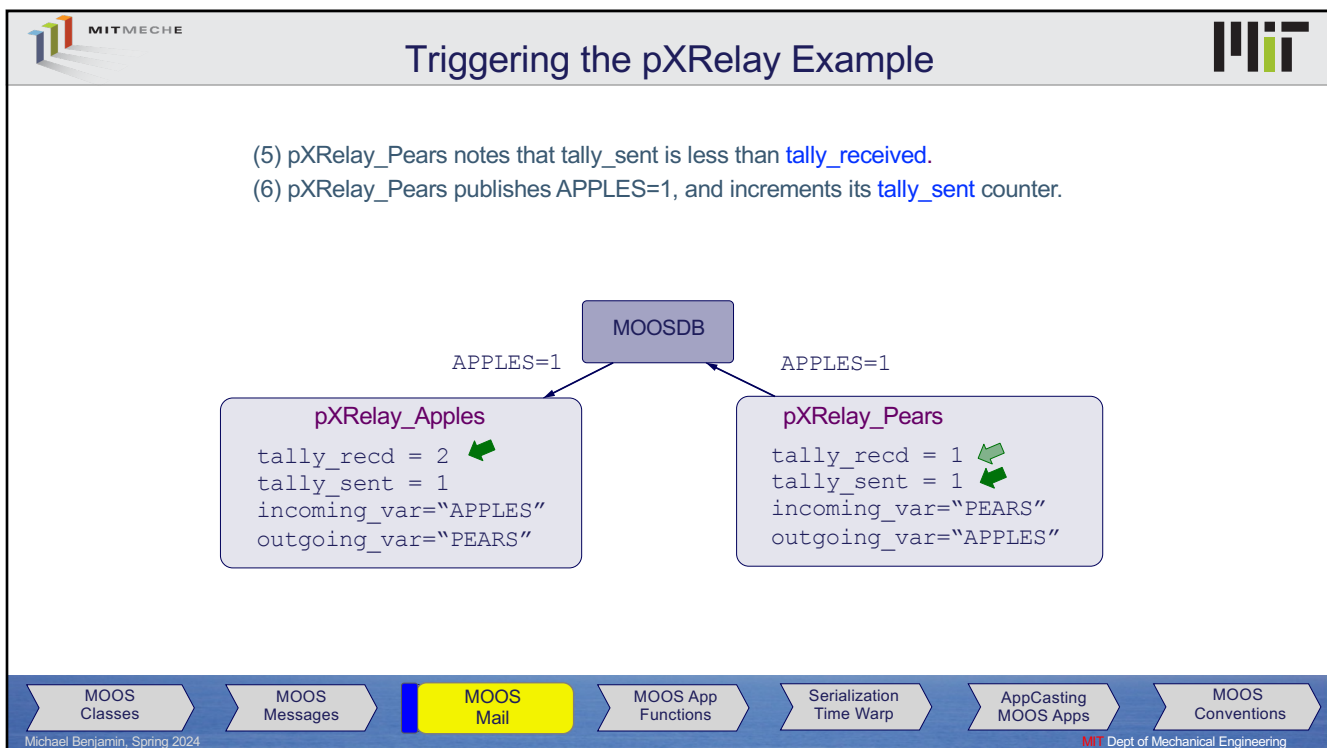 MITMECHE
Triggering the pXRelay Example
MIT
(5) pXRelay_Pears notes that tally_sent is less than tally_received.
(6) pXRelay_Pears publishes APPLES=1, and increments its tally_sent counter.
MOOSDB
APPLES=1
APPLES=1
pXRelay_Apples
tally_recd = 2
tally_sent = 1
incoming_var=“APPLES”
outgoing_var=“PEARS”
pXRelay_Pears
tally_recd = 1
tally_sent = 1
incoming_var=“PEARS”
outgoing_var=“APPLES”
MOOS
Classes
MOOS
Messages
MOOS
Mail
MOOS App
Functions
Serialization
Time Warp
AppCasting
MOOS Apps
MOOS
Conventions
Michael Benjamin, Spring 2024
MIT Dept of Mechanical Engineering